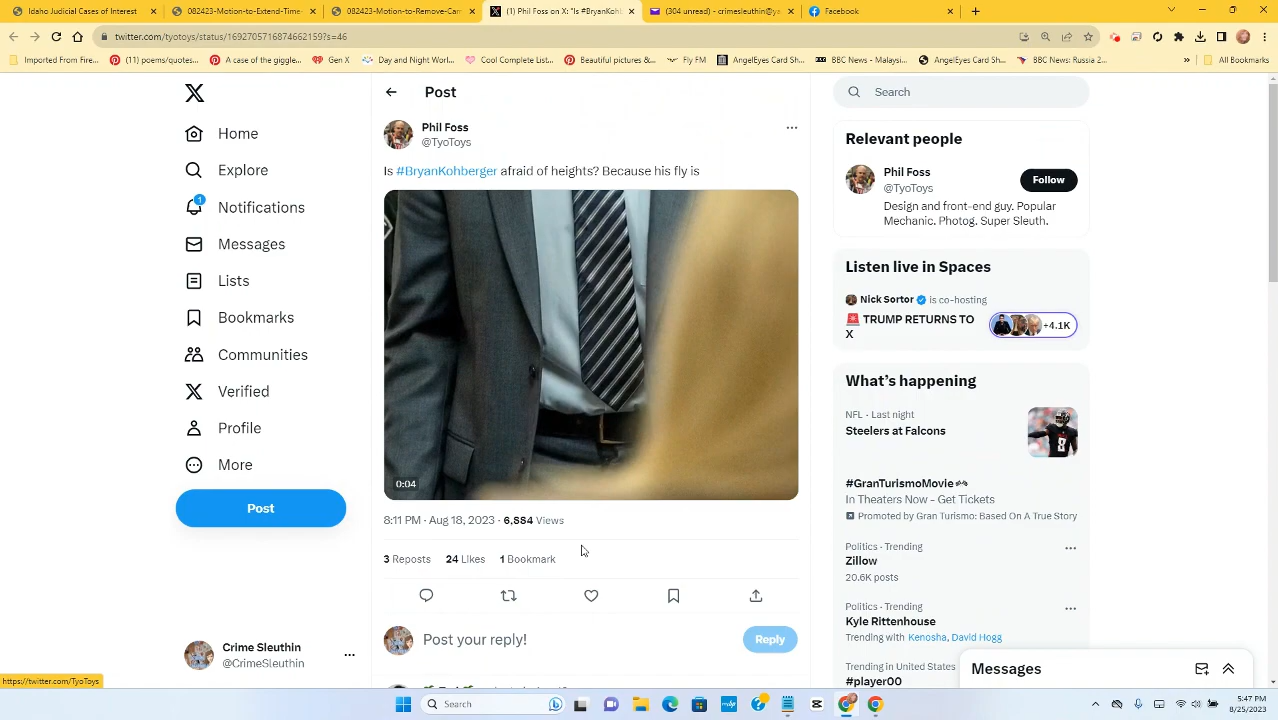 Idaho Judicial Cases of Interest
082423-Motion-to-Extend-Time-
082423-Motion-to-Remove-Cam
(1) Phil Foss on X: "Is #BryanKohb
(304 unread) - crimesleuthin@y
Facebook
twitter.com/tyotoys/status/1692705716874662159?s=46
Imported From Fire...
(11) poems/quotes...
A case of the giggle...
Gen X
Day and Night Worl...
Cool Complete List...
Beautiful pictures &...
Fly FM
AngelEyes Card Sh...
BBC News - Malaysi...
AngelEyes Card Sh...
BBC News: Russia 2...
»
All Bookmarks
Home
Explore
1
Notifications
Messages
Lists
Bookmarks
Communities
Verified
Profile
More
Post
Crime Sleuthin
@CrimeSleuthin
https://twitter.com/TyoToys
Post
Phil Foss
@TyoToys
Is #BryanKohberger afraid of heights? Because his fly is
0:04
8:11 PM · Aug 18, 2023 · 6,884 Views
3 Reposts 24 Likes 1 Bookmark
Post your reply!
Reply
Search
Relevant people
Phil Foss
@TyoToys
Follow
Design and front-end guy. Popular
Mechanic. Photog. Super Sleuth.
Listen live in Spaces
Nick Sortor is co-hosting
🚨 TRUMP RETURNS TO
X
+4.1K
What's happening
NFL · Last night
Steelers at Falcons
#GranTurismoMovie
In Theaters Now - Get Tickets
Promoted by Gran Turismo: Based On A True Story
Politics · Trending
Zillow
20.6K posts
Politics · Trending
Kyle Rittenhouse
Trending with Kenosha, David Hogg
Trending in United States
#player00
Messages
Search
5:47 PM
8/25/2023